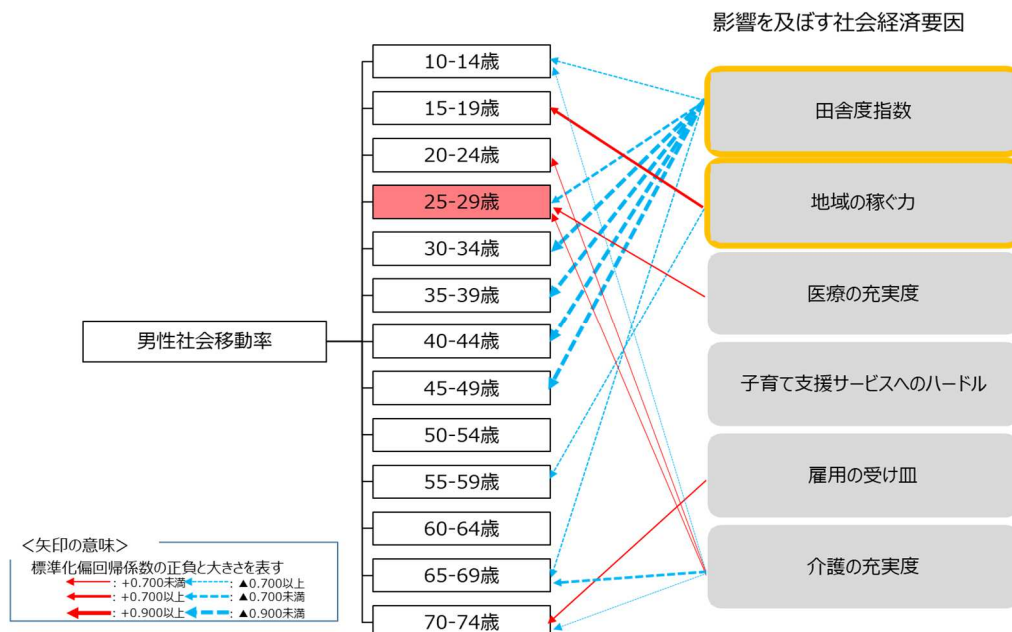 影響を及ぼす社会経済要因
男性社会移動率
10-14歳
15-19歳
20-24歳
25-29歳
30-34歳
35-39歳
40-44歳
45-49歳
50-54歳
55-59歳
60-64歳
65-69歳
70-74歳
田舎度指数
地域の稼ぐ力
医療の充実度
子育て支援サービスへのハードル
雇用の受け皿
介護の充実度
<矢印の意味>
標準化偏回帰係数の正負と大きさを表す
: +0.700未満 : ▲0.700以上
: +0.700以上 : ▲0.700未満
: +0.900以上 : ▲0.900未満